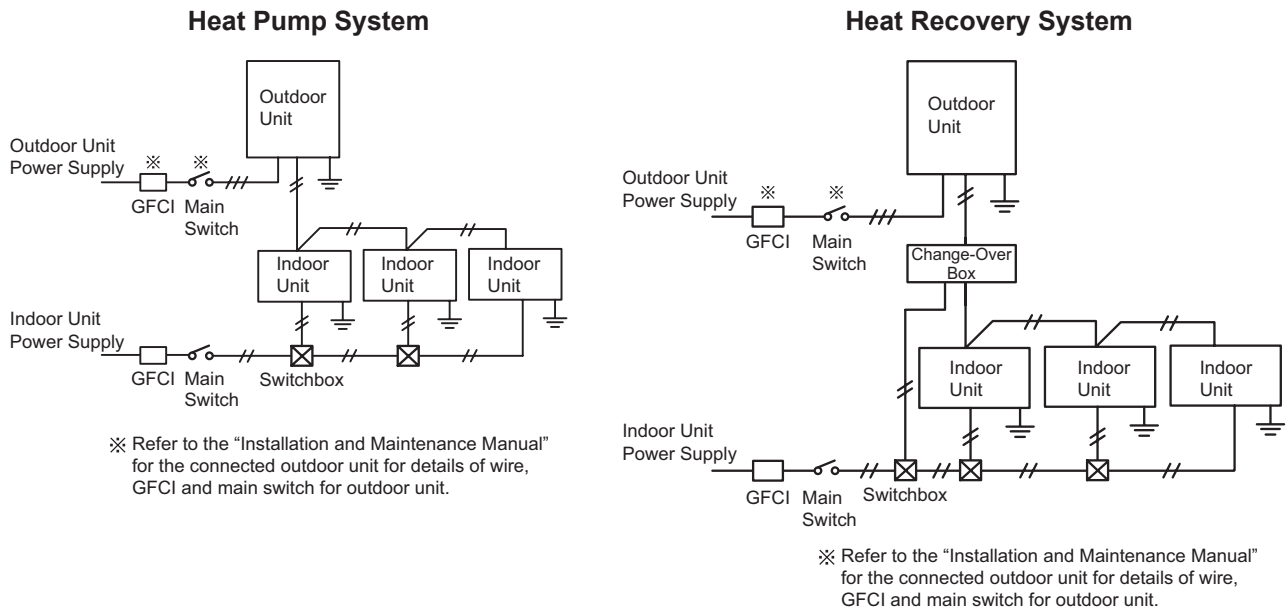 Heat Pump System
Outdoor
Unit
Outdoor Unit
Power Supply
※
※
GFCI
Main
Switch
Indoor
Unit
Indoor
Unit
Indoor
Unit
Indoor Unit
Power Supply
GFCI
Main
Switch
Switchbox
※ Refer to the “Installation and Maintenance Manual”
for the connected outdoor unit for details of wire,
GFCI and main switch for outdoor unit.
Heat Recovery System
Outdoor
Unit
Outdoor Unit
Power Supply
※
※
GFCI
Main
Switch
Change-Over
Box
Indoor
Unit
Indoor
Unit
Indoor
Unit
Indoor Unit
Power Supply
GFCI
Main
Switch
Switchbox
※ Refer to the “Installation and Maintenance Manual”
for the connected outdoor unit for details of wire,
GFCI and main switch for outdoor unit.